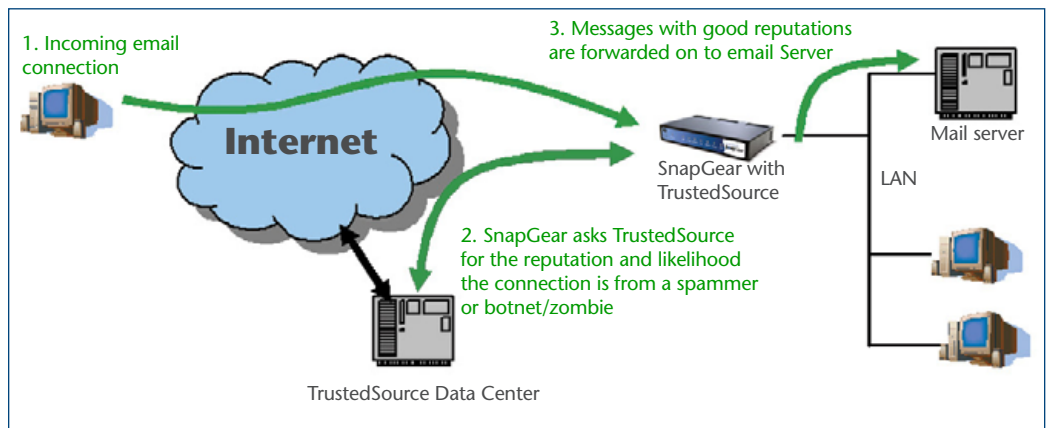 1. Incoming email
connection
3. Messages with good reputations
are forwarded on to email Server
Internet
Mail server
SnapGear with
TrustedSource
LAN
2. SnapGear asks TrustedSource
for the reputation and likelihood
the connection is from a spammer
or botnet/zombie
TrustedSource Data Center